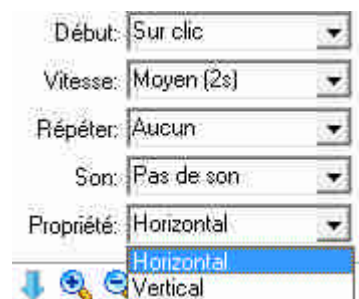 Début: Sur clic
Vitesse: Moyen (2s)
Répéter: Aucun
Son: Pas de son
Propriété: Horizontal
Horizontal
Vertical